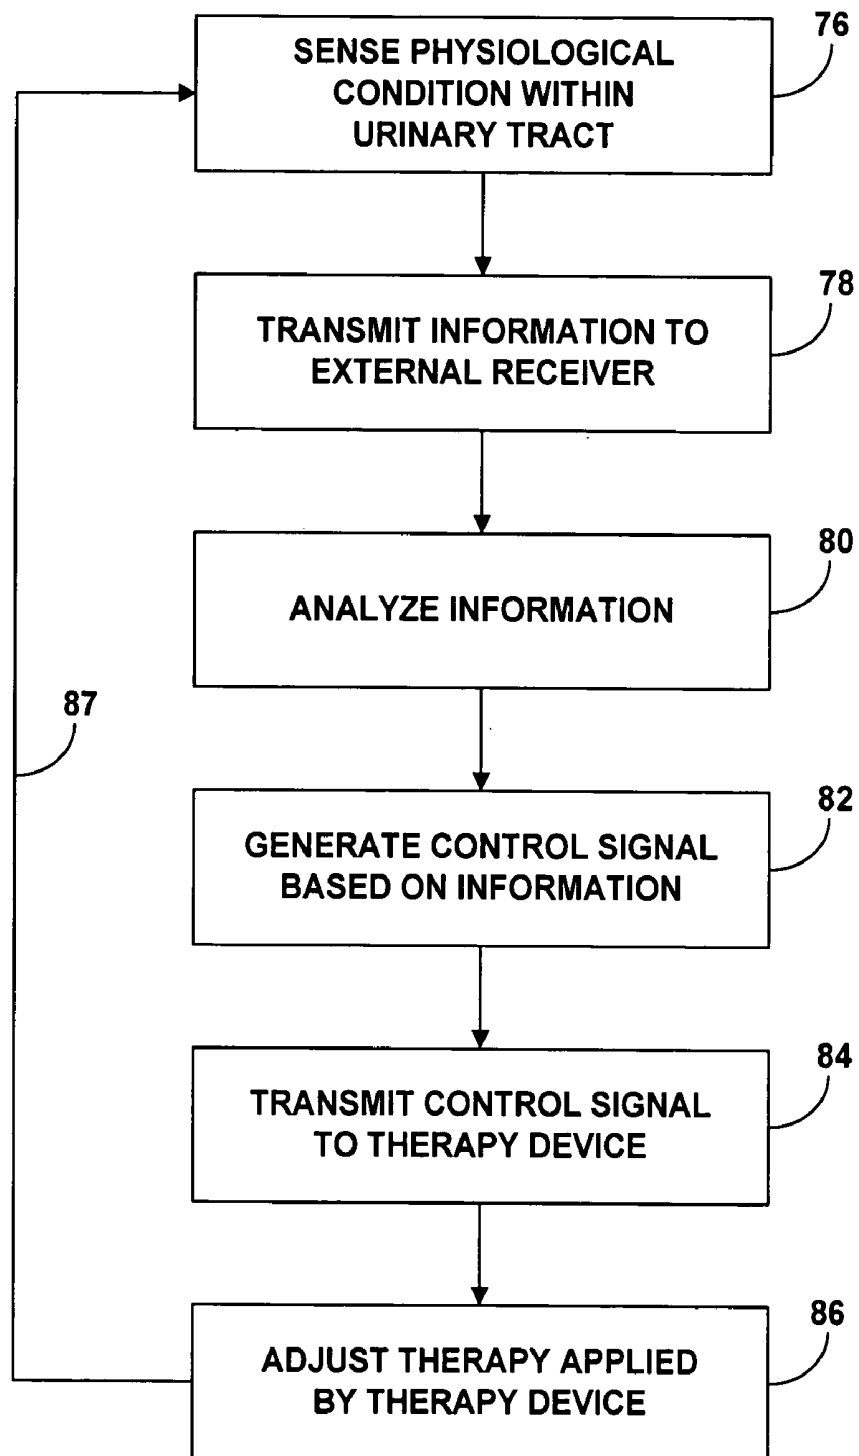 76
SENSE PHYSIOLOGICAL
CONDITION WITHIN
URINARY TRACT
78
TRANSMIT INFORMATION TO
EXTERNAL RECEIVER
80
ANALYZE INFORMATION
87
82
GENERATE CONTROL SIGNAL
BASED ON INFORMATION
84
TRANSMIT CONTROL SIGNAL
TO THERAPY DEVICE
86
ADJUST THERAPY APPLIED
BY THERAPY DEVICE